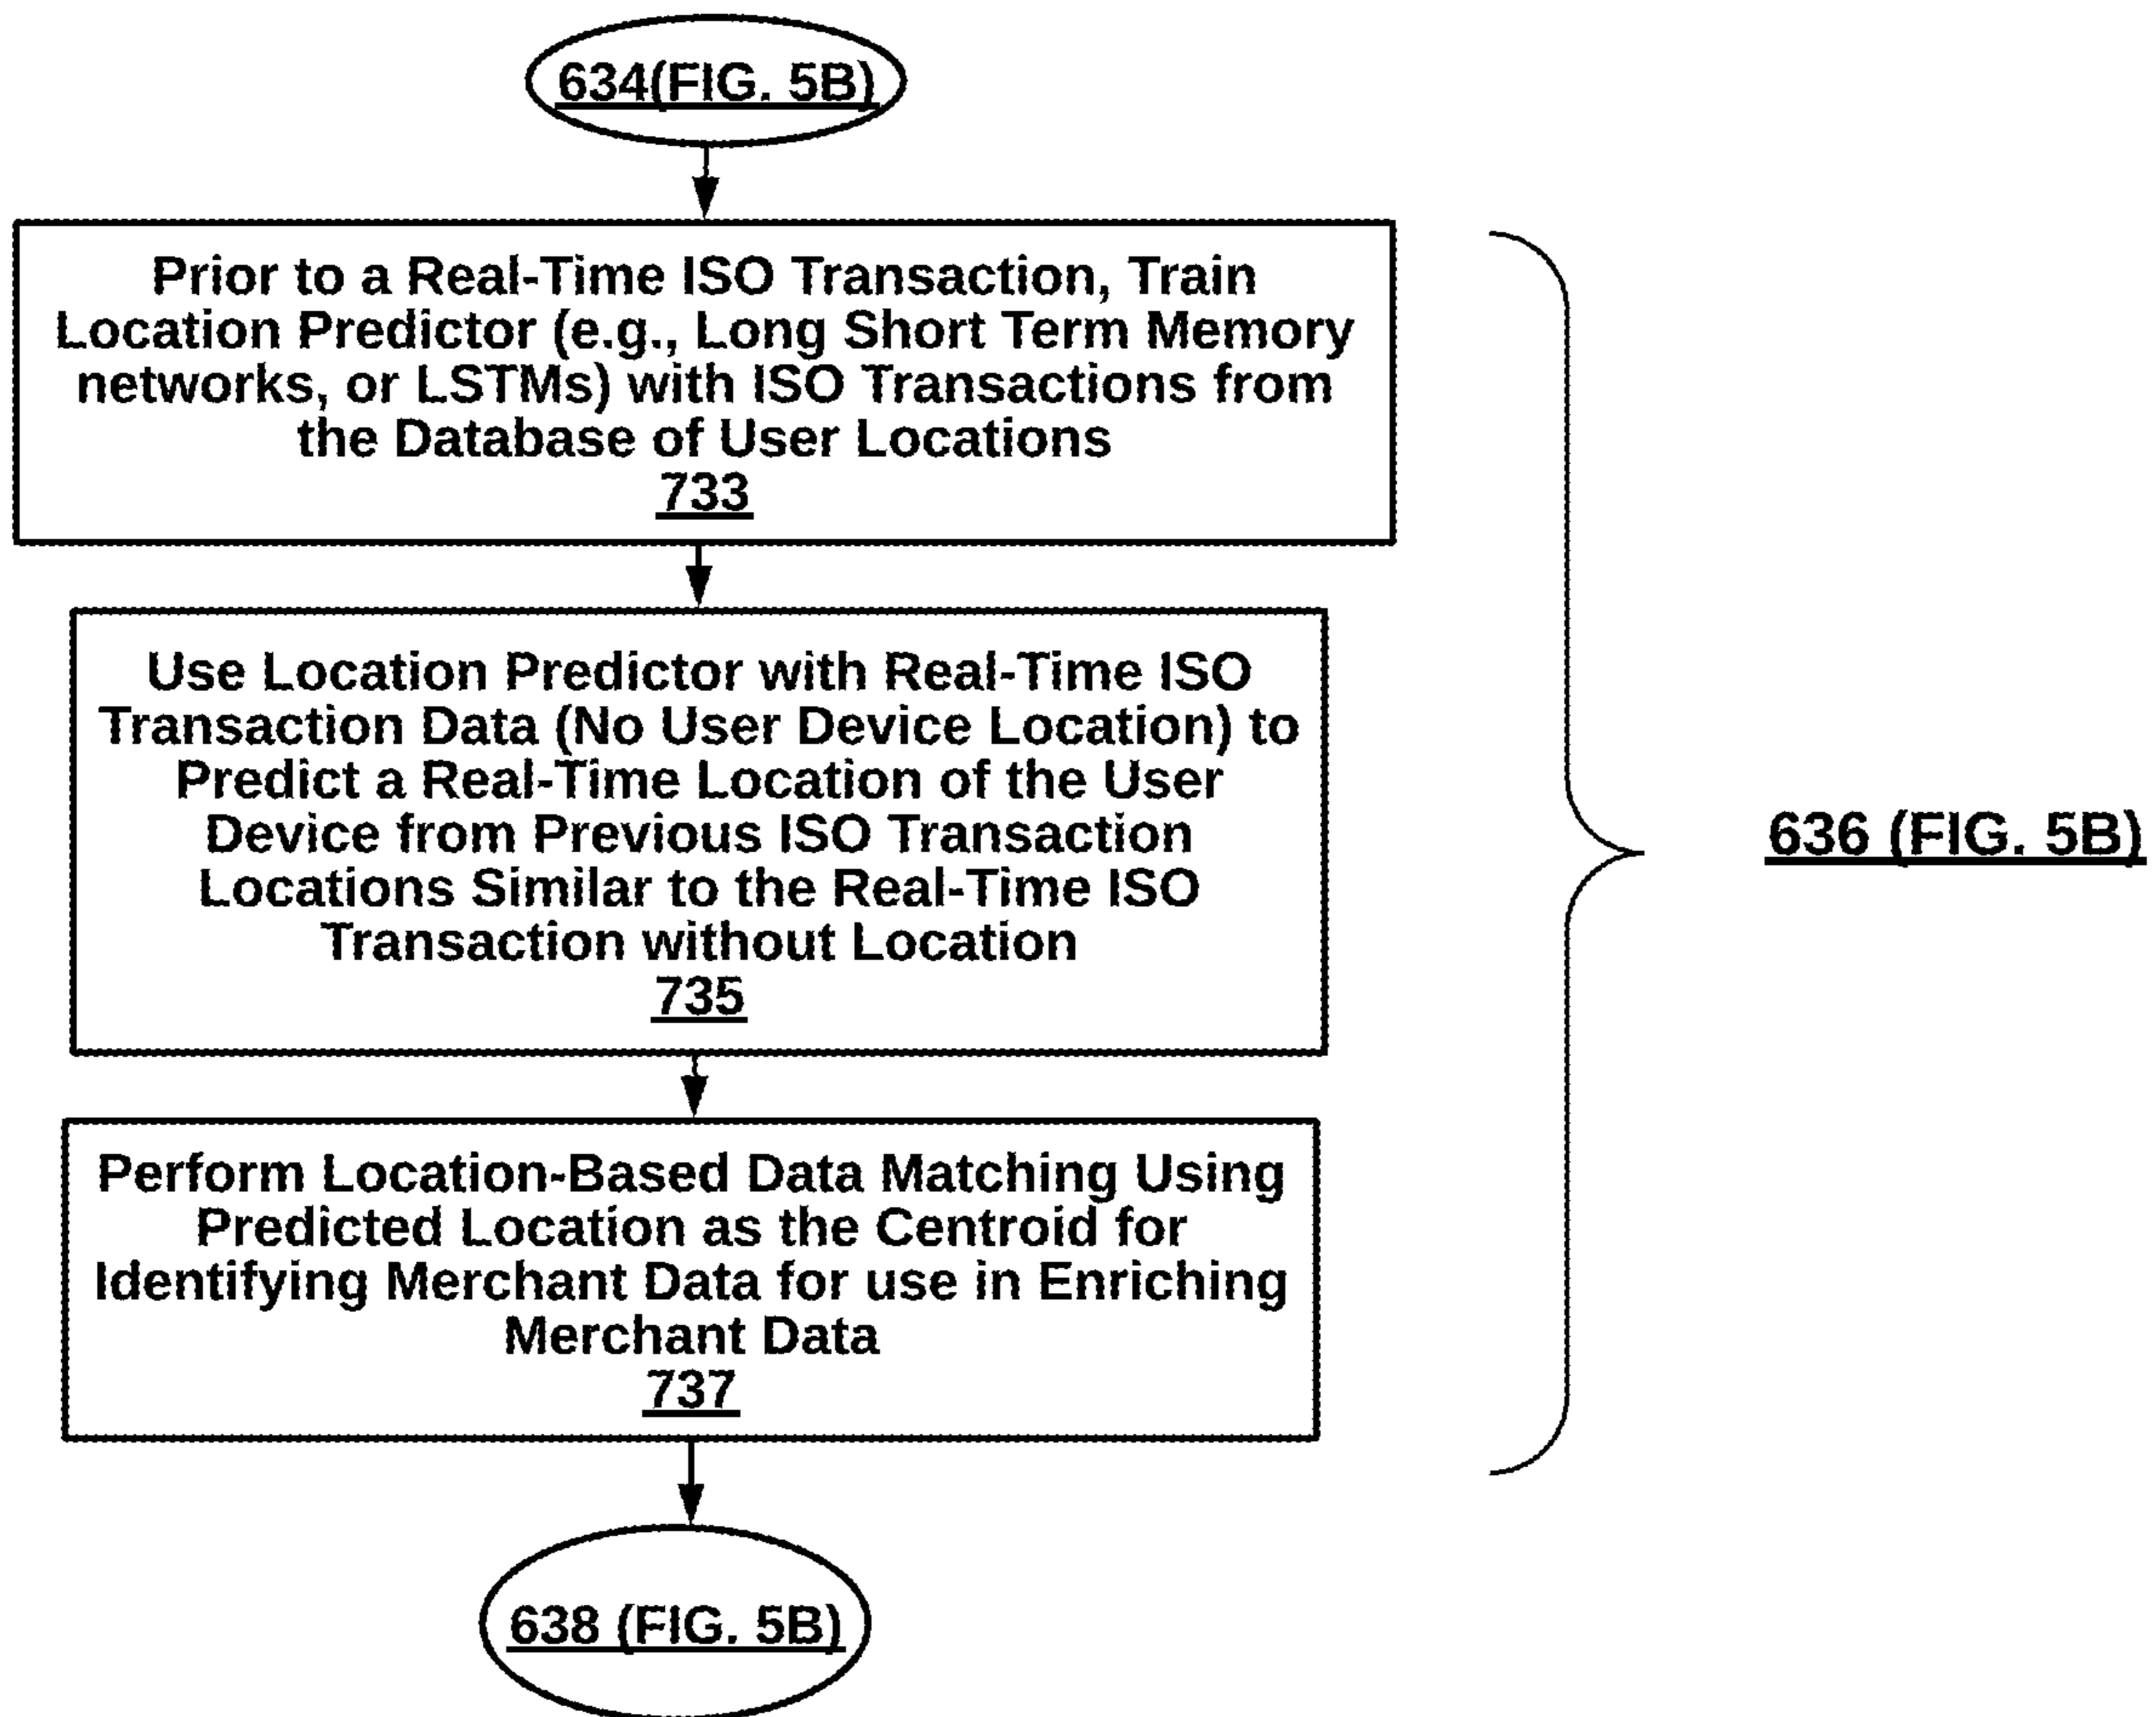 634(FIG. 5B)
Prior to a Real-Time ISO Transaction, Train
Location Predictor (e.g., Long Short Term Memory
networks, or LSTMs) with ISO Transactions from
the Database of User Locations
733
Use Location Predictor with Real-Time ISO
Transaction Data (No User Device Location) to
Predict a Real-Time Location of the User
Device from Previous ISO Transaction
Locations Similar to the Real-Time ISO
Transaction without Location
735
636 (FIG. 5B)
Perform Location-Based Data Matching Using
Predicted Location as the Centroid for
Identifying Merchant Data for use in Enriching
Merchant Data
737
638 (FIG. 5B)